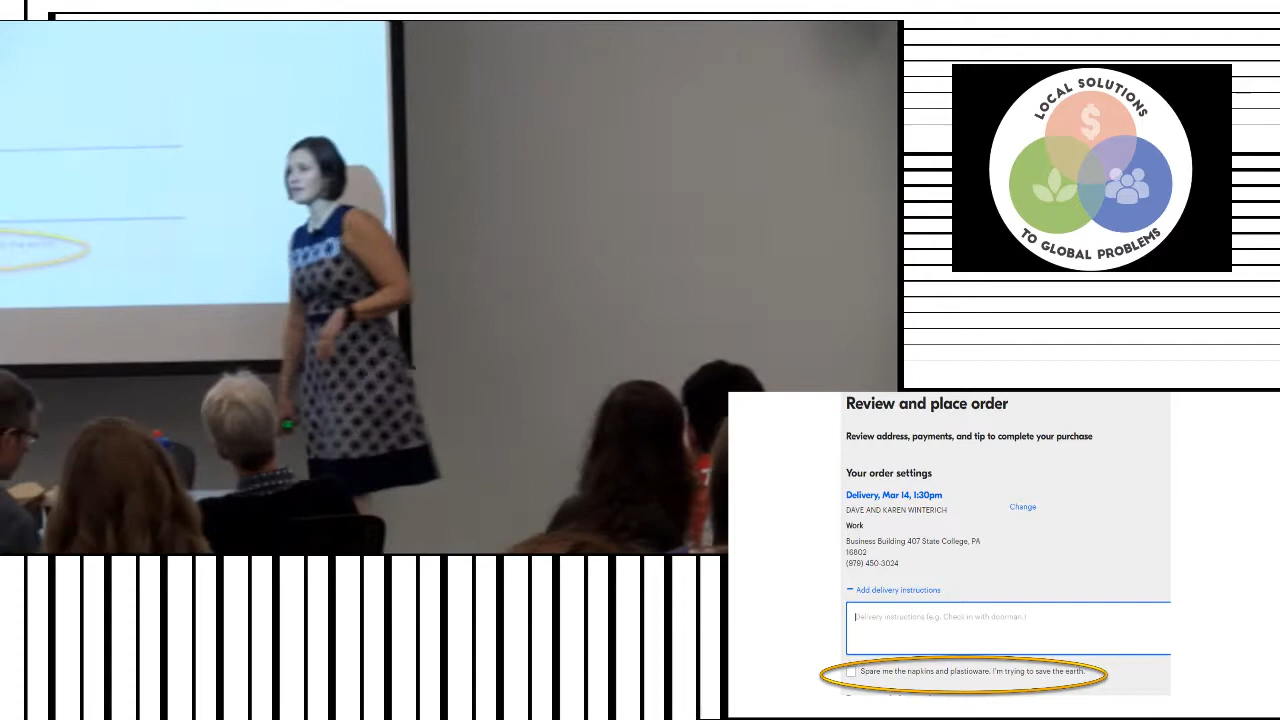 LOCAL SOLUTIONS
$
TO GLOBAL PROBLEMS
Review and place order
Review address, payments, and tip to complete your purchase
Your order settings
Delivery, Mar 14, 1:30pm
DAVE AND KAREN WINTERICH
Change
Work
Business Building 407 State College, PA
16802
(979) 450-3024
Add delivery instructions
Delivery instructions (e.g. Check in with doorman.)
Spare me the napkins and plasticware. I'm trying to save the earth.